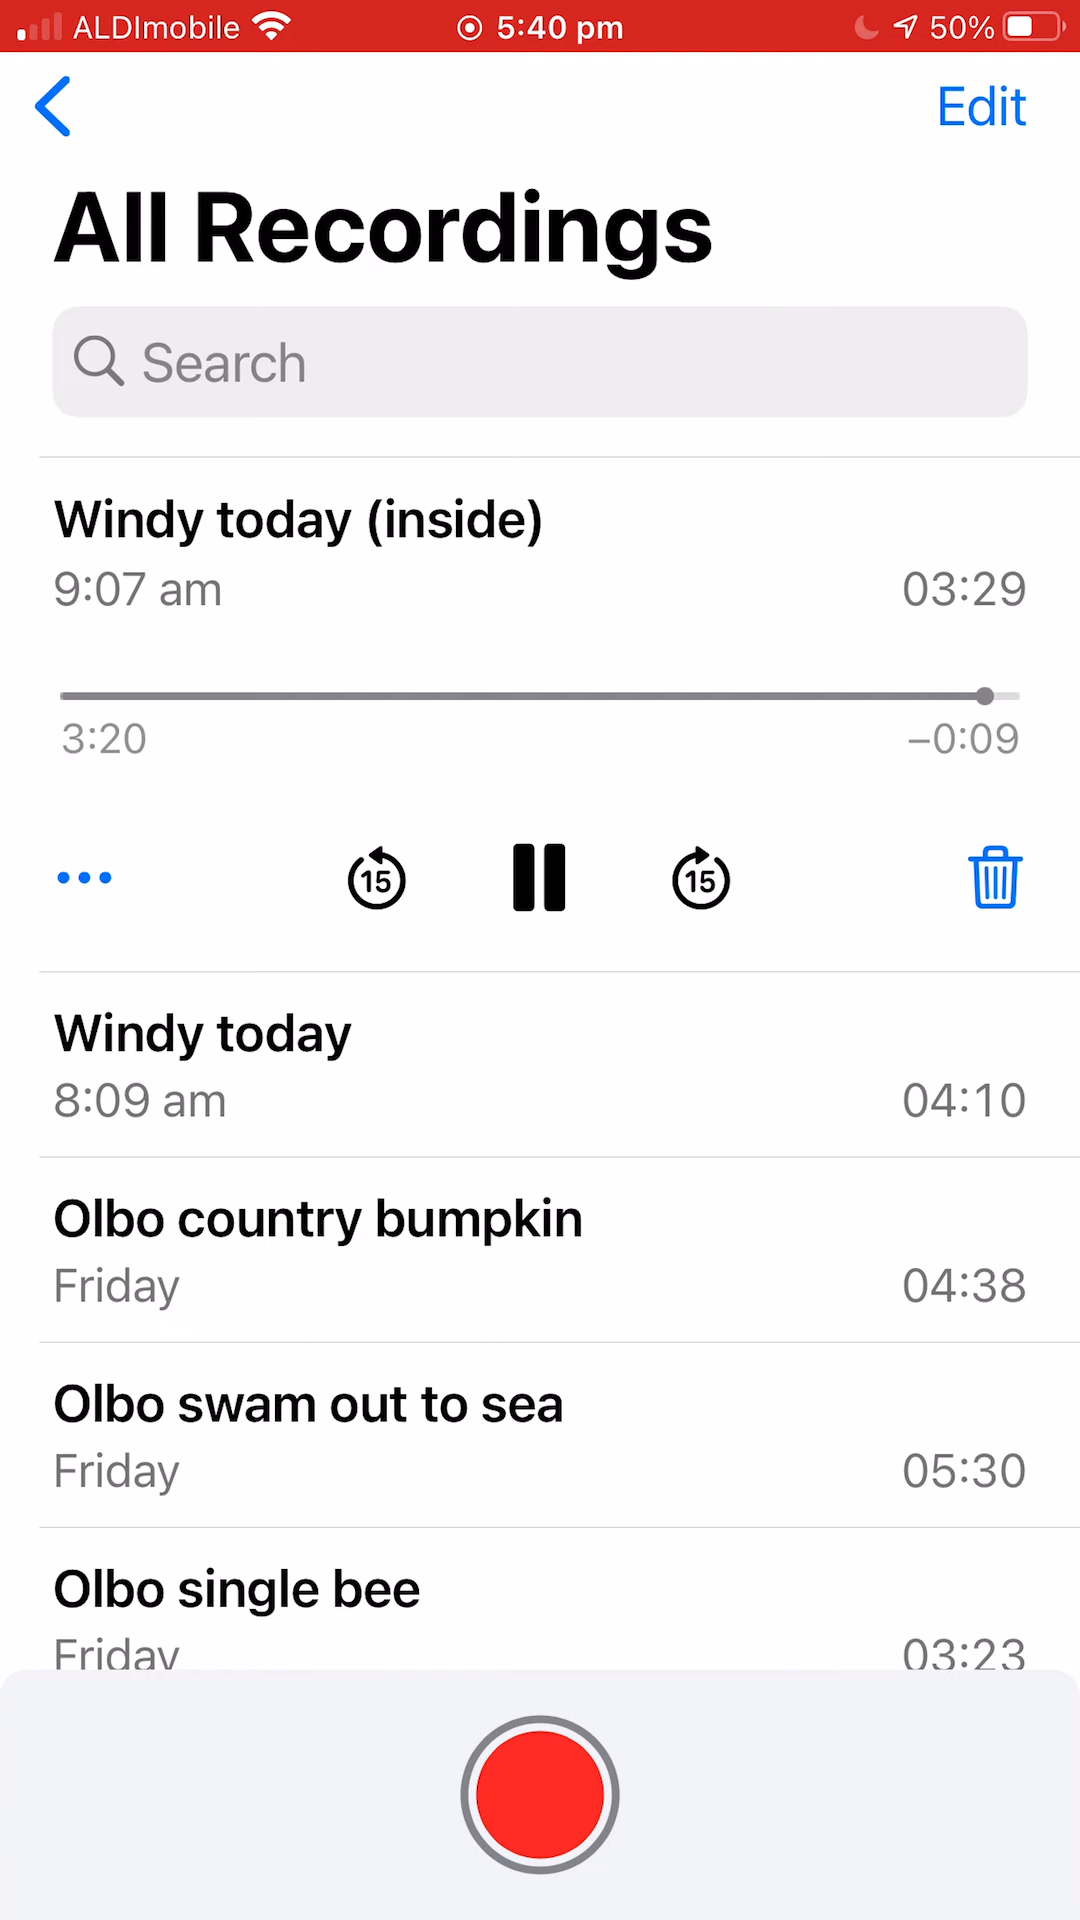 ALDImobile 5:40 pm 50%
Edit
All Recordings
Search
Windy today (inside)
9:07 am 03:29
3:20 –0:09
15 15
Windy today
8:09 am 04:10
Olbo country bumpkin
Friday 04:38
Olbo swam out to sea
Friday 05:30
Olbo single bee
Friday 03:23